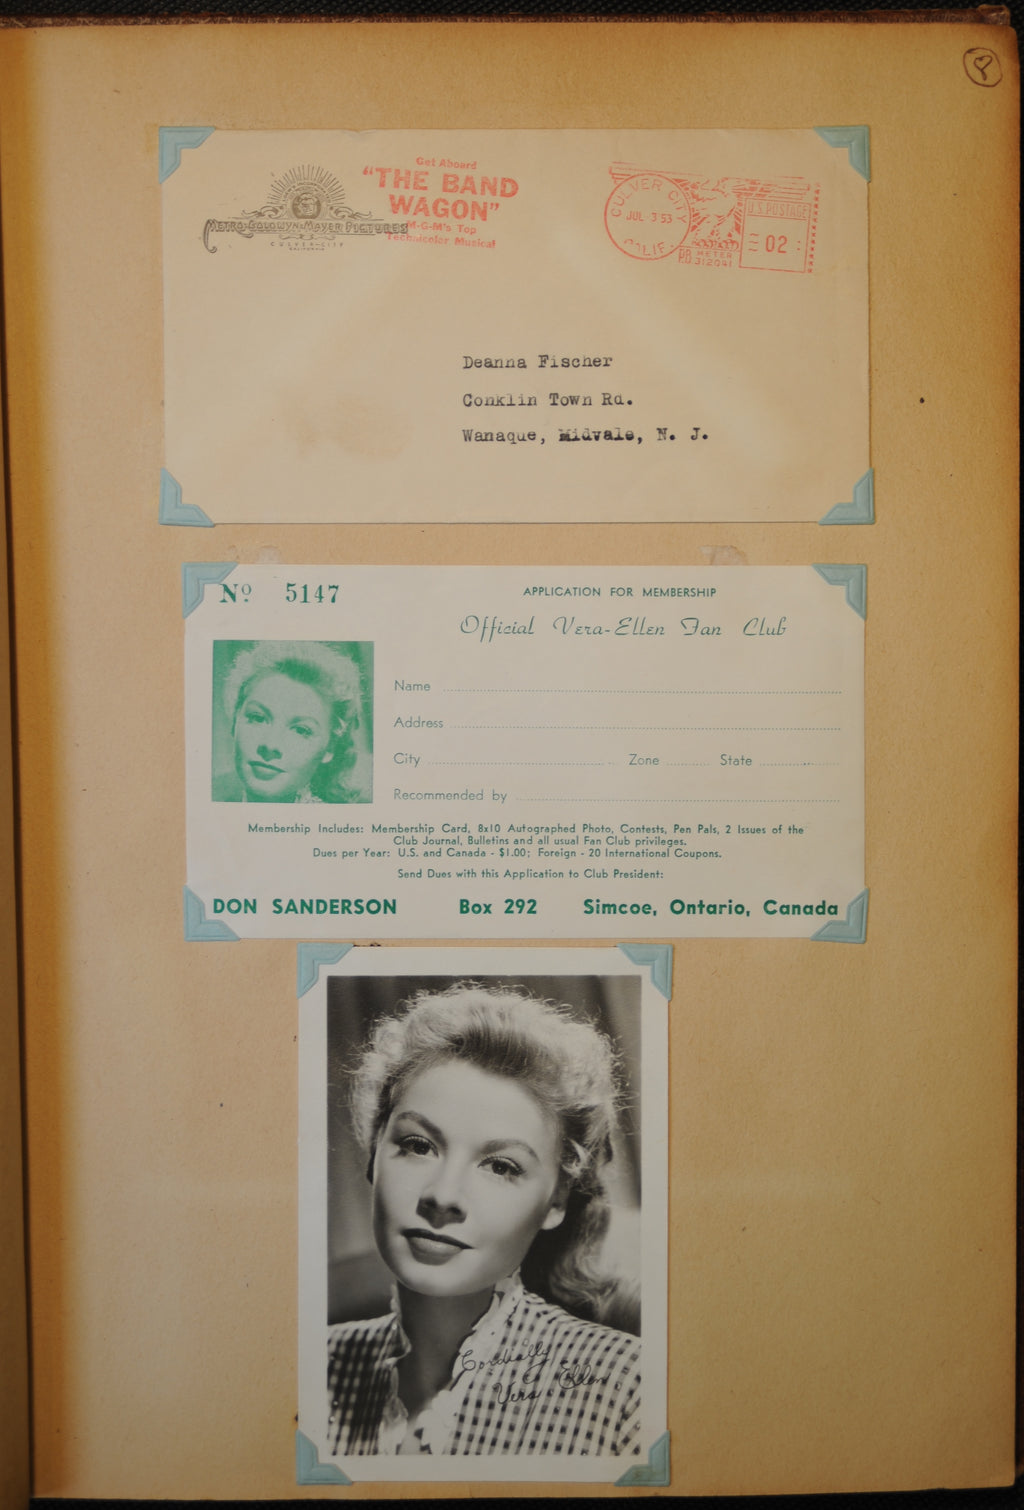 8
Get Aboard
"THE BAND
WAGON"
M-G-M's Top
Technicolor Musical
METRO-GOLDWYN-MAYER PICTURES
CULVER-CITY
CALIFORNIA
CULVER CITY
JUL -3 53
CALIF.
U.S. POSTAGE
02
P.B. METER
312041
Deanna Fischer
Conklin Town Rd.
Wanaque, Midvale, N. J.
Nº 5147
APPLICATION FOR MEMBERSHIP
Official Vera-Ellen Fan Club
Name
Address
City Zone State
Recommended by
Membership Includes: Membership Card, 8x10 Autographed Photo, Contests, Pen Pals, 2 Issues of the
Club Journal, Bulletins and all usual Fan Club privileges.
Dues per Year: U.S. and Canada - $1.00; Foreign - 20 International Coupons.
Send Dues with this Application to Club President:
DON SANDERSON Box 292 Simcoe, Ontario, Canada
Cordially
Vera-Ellen